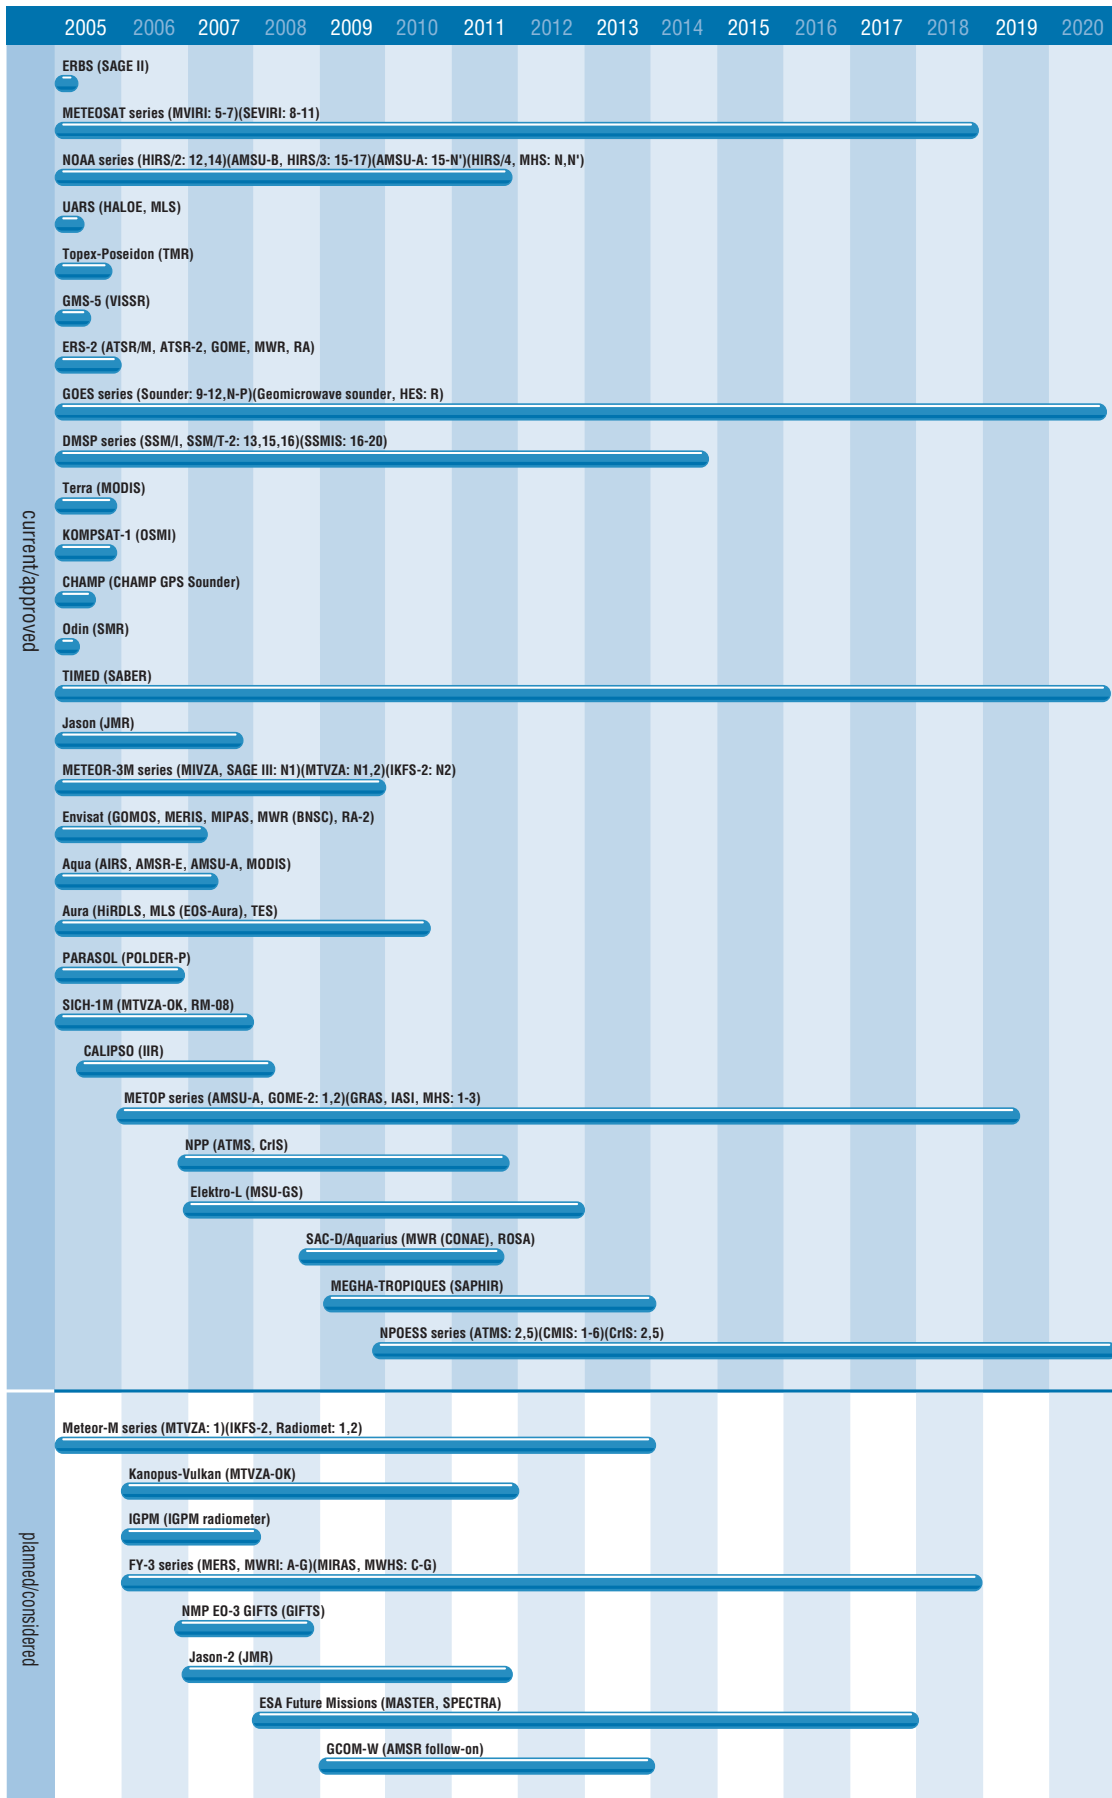 2005 2006 2007 2008 2009 2010 2011 2012 2013 2014 2015 2016 2017 2018 2019 2020
current/approved
ERBS (SAGE II)
METEOSAT series (MVIRI: 5-7)(SEVIRI: 8-11)
NOAA series (HIRS/2: 12,14)(AMSU-B, HIRS/3: 15-17)(AMSU-A: 15-N')(HIRS/4, MHS: N,N')
UARS (HALOE, MLS)
Topex-Poseidon (TMR)
GMS-5 (VISSR)
ERS-2 (ATSR/M, ATSR-2, GOME, MWR, RA)
GOES series (Sounder: 9-12,N-P)(Geomicrowave sounder, HES: R)
DMSP series (SSM/I, SSM/T-2: 13,15,16)(SSMIS: 16-20)
Terra (MODIS)
KOMPSAT-1 (OSMI)
CHAMP (CHAMP GPS Sounder)
Odin (SMR)
TIMED (SABER)
Jason (JMR)
METEOR-3M series (MIVZA, SAGE III: N1)(MTVZA: N1,2)(IKFS-2: N2)
Envisat (GOMOS, MERIS, MIPAS, MWR (BNSC), RA-2)
Aqua (AIRS, AMSR-E, AMSU-A, MODIS)
Aura (HiRDLS, MLS (EOS-Aura), TES)
PARASOL (POLDER-P)
SICH-1M (MTVZA-OK, RM-08)
CALIPSO (IIR)
METOP series (AMSU-A, GOME-2: 1,2)(GRAS, IASI, MHS: 1-3)
NPP (ATMS, CrIS)
Elektro-L (MSU-GS)
SAC-D/Aquarius (MWR (CONAE), ROSA)
MEGHA-TROPIQUES (SAPHIR)
NPOESS series (ATMS: 2,5)(CMIS: 1-6)(CrIS: 2,5)
planned/considered
Meteor-M series (MTVZA: 1)(IKFS-2, Radiomet: 1,2)
Kanopus-Vulkan (MTVZA-OK)
IGPM (IGPM radiometer)
FY-3 series (MERS, MWRI: A-G)(MIRAS, MWHS: C-G)
NMP EO-3 GIFTS (GIFTS)
Jason-2 (JMR)
ESA Future Missions (MASTER, SPECTRA)
GCOM-W (AMSR follow-on)